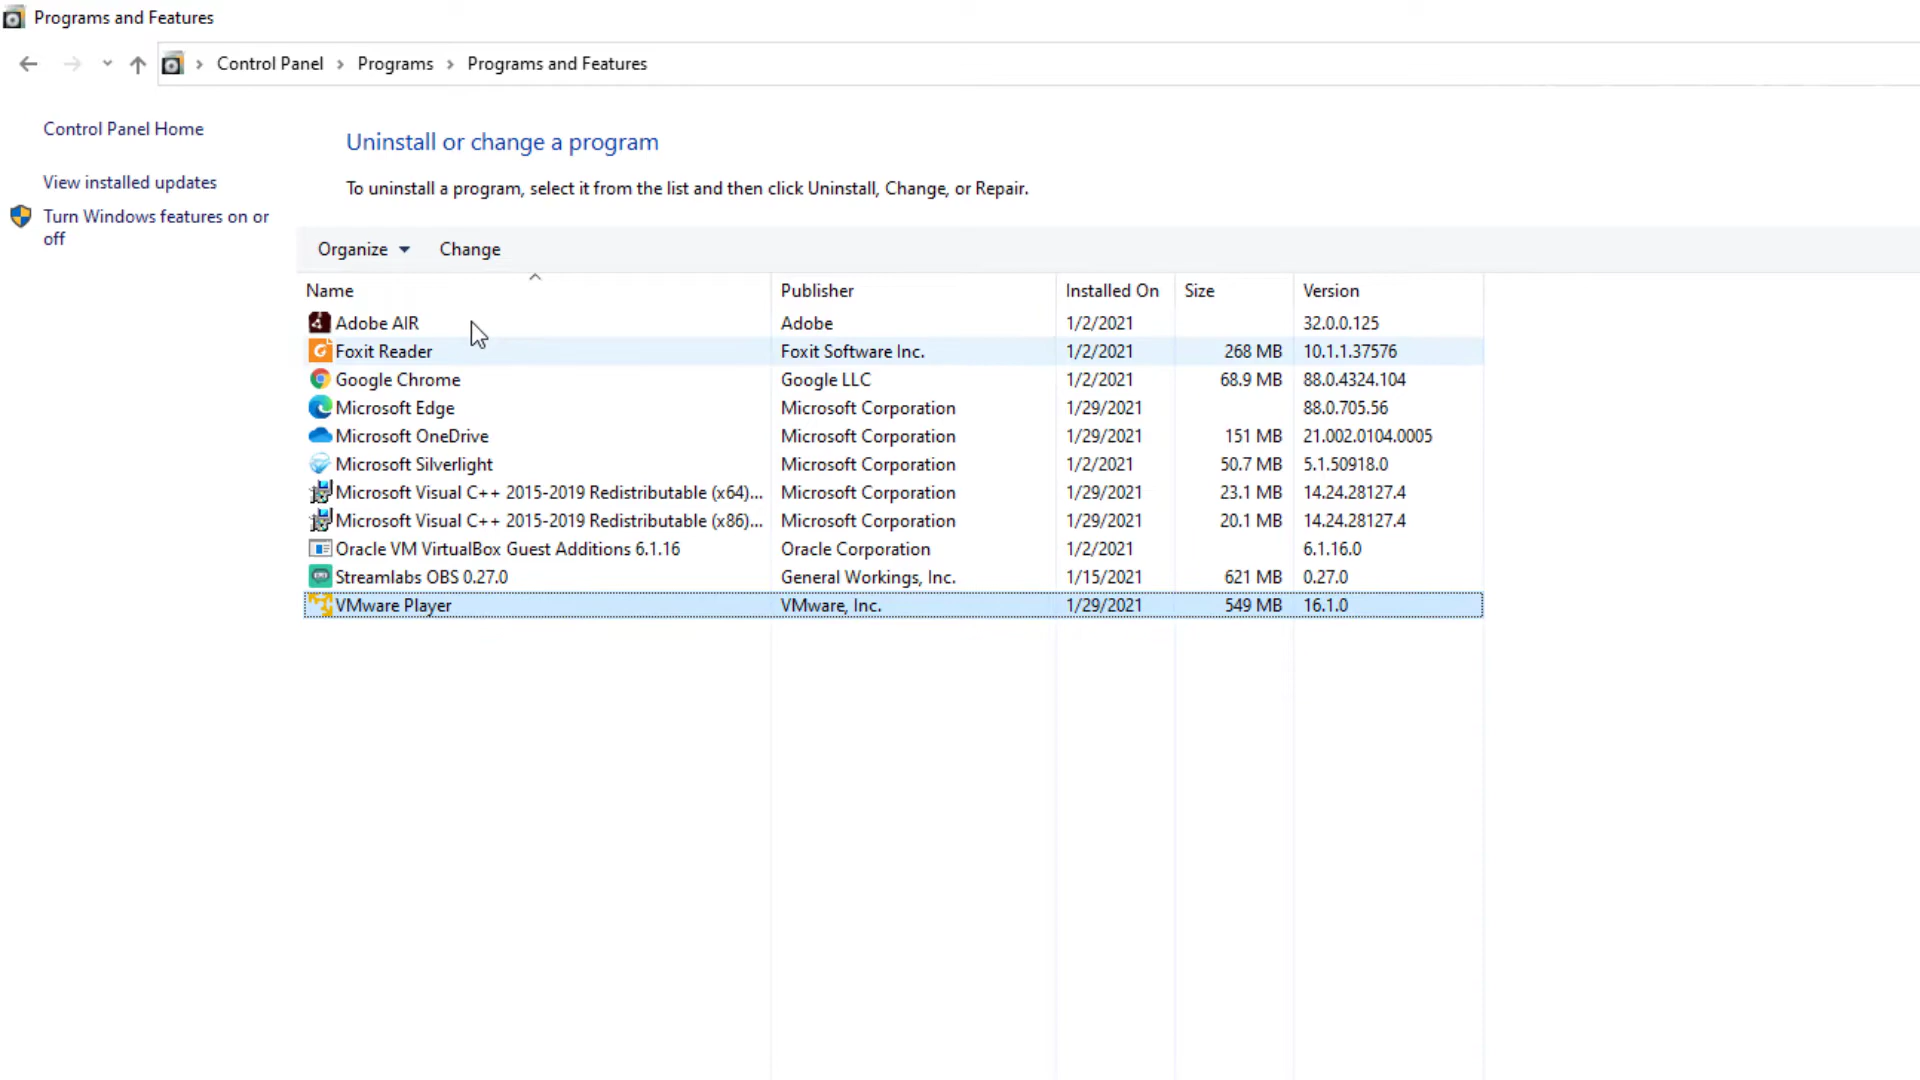 Programs and Features
Control Panel > Programs > Programs and Features
Control Panel Home
View installed updates
Turn Windows features on or
off
Uninstall or change a program
To uninstall a program, select it from the list and then click Uninstall, Change, or Repair.
Organize Change
Name Publisher Installed On Size Version
Adobe AIR Adobe 1/2/2021 32.0.0.125
Foxit Reader Foxit Software Inc. 1/2/2021 268 MB 10.1.1.37576
Google Chrome Google LLC 1/2/2021 68.9 MB 88.0.4324.104
Microsoft Edge Microsoft Corporation 1/29/2021 88.0.705.56
Microsoft OneDrive Microsoft Corporation 1/29/2021 151 MB 21.002.0104.0005
Microsoft Silverlight Microsoft Corporation 1/2/2021 50.7 MB 5.1.50918.0
Microsoft Visual C++ 2015-2019 Redistributable (x64)... Microsoft Corporation 1/29/2021 23.1 MB 14.24.28127.4
Microsoft Visual C++ 2015-2019 Redistributable (x86)... Microsoft Corporation 1/29/2021 20.1 MB 14.24.28127.4
Oracle VM VirtualBox Guest Additions 6.1.16 Oracle Corporation 1/2/2021 6.1.16.0
Streamlabs OBS 0.27.0 General Workings, Inc. 1/15/2021 621 MB 0.27.0
VMware Player VMware, Inc. 1/29/2021 549 MB 16.1.0